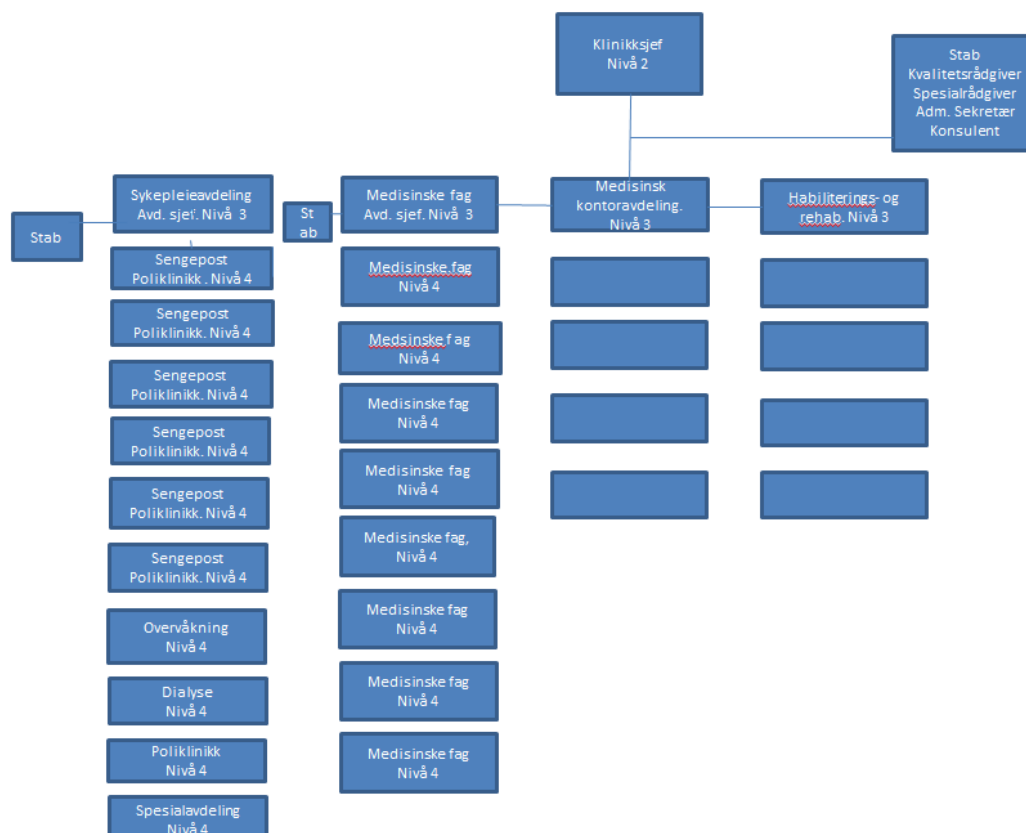 Klinikksjef
Nivå 2
Stab
Kvalitetsrådgiver
Spesialrådgiver
Adm. Sekretær
Konsulent
Stab
Sykepleieavdeling
Avd. sjef. Nivå 3
St
ab
Medisinske fag
Avd. sjef. Nivå 3
Medisinsk
kontoravdeling.
Nivå 3
Habiliterings- og
rehab. Nivå 3
Sengepost
Poliklinikk . Nivå 4
Sengepost
Poliklinikk. Nivå 4
Sengepost
Poliklinikk. Nivå 4
Sengepost
Poliklinikk. Nivå 4
Sengepost
Poliklinikk. Nivå 4
Sengepost
Poliklinikk. Nivå 4
Overvåkning
Nivå 4
Dialyse
Nivå 4
Poliklinikk
Nivå 4
Spesialavdeling
Nivå 4
Medisinske.fag
Nivå 4
Medsinske fag
Nivå 4
Medisinske fag
Nivå 4
Medisinske fag
Nivå 4
Medisinske fag,
Nivå 4
Medisinske fag
Nivå 4
Medisinske fag
Nivå 4
Medisinske fag
Nivå 4